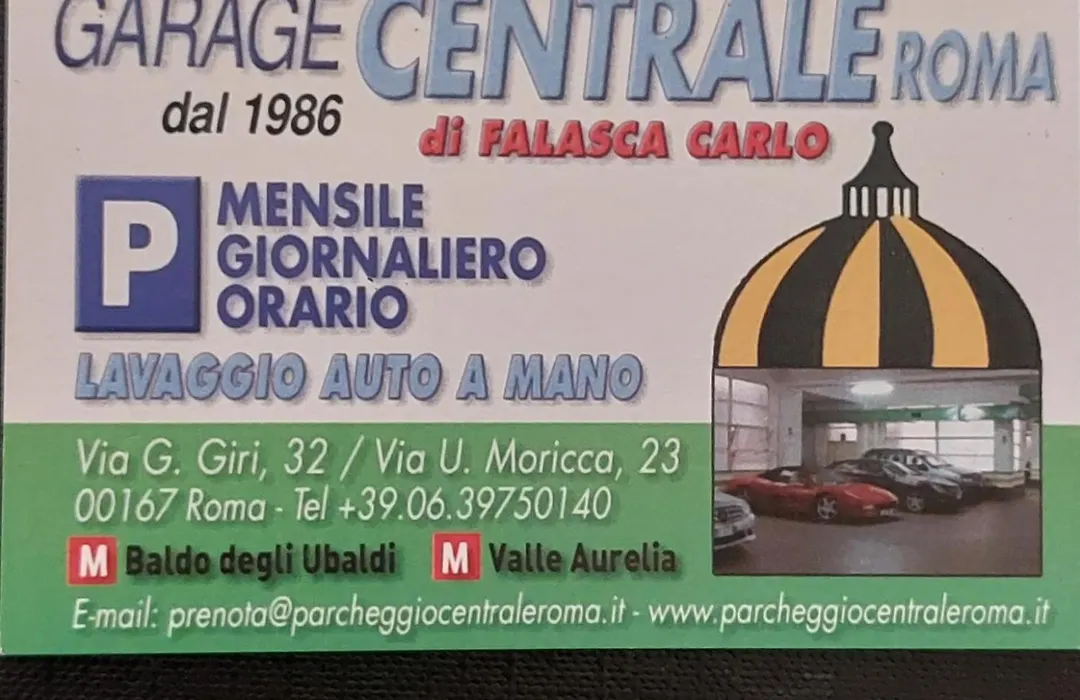 GARAGE CENTRALE ROMA
dal 1986
di FALASCA CARLO
P
MENSILE
GIORNALIERO
ORARIO
LAVAGGIO AUTO A MANO
Via G. Giri, 32 / Via U. Moricca, 23
00167 Roma - Tel +39.06.39750140
M Baldo degli Ubaldi M Valle Aurelia
E-mail: prenota@parcheggiocentraleroma.it - www.parcheggiocentraleroma.it